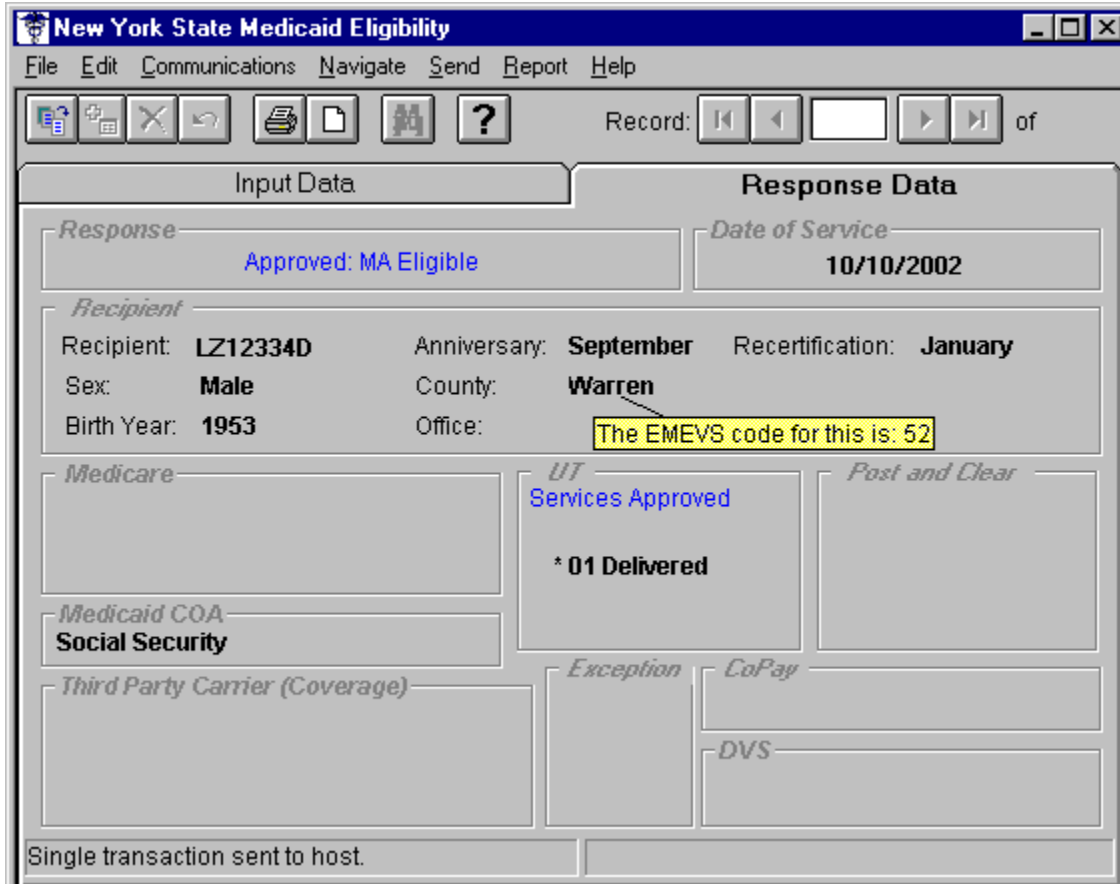 New York State Medicaid Eligibility
File Edit Communications Navigate Send Report Help
? Record: of
Input Data Response Data
Response Date of Service
Approved: MA Eligible 10/10/2002
Recipient
Recipient: LZ12334D Anniversary: September Recertification: January
Sex: Male County: Warren
Birth Year: 1953 Office: The EMEVS code for this is: 52
Medicare UT Post and Clear
Services Approved
* 01 Delivered
Medicaid COA
Social Security
Third Party Carrier (Coverage) Exception CoPay
DVS
Single transaction sent to host.